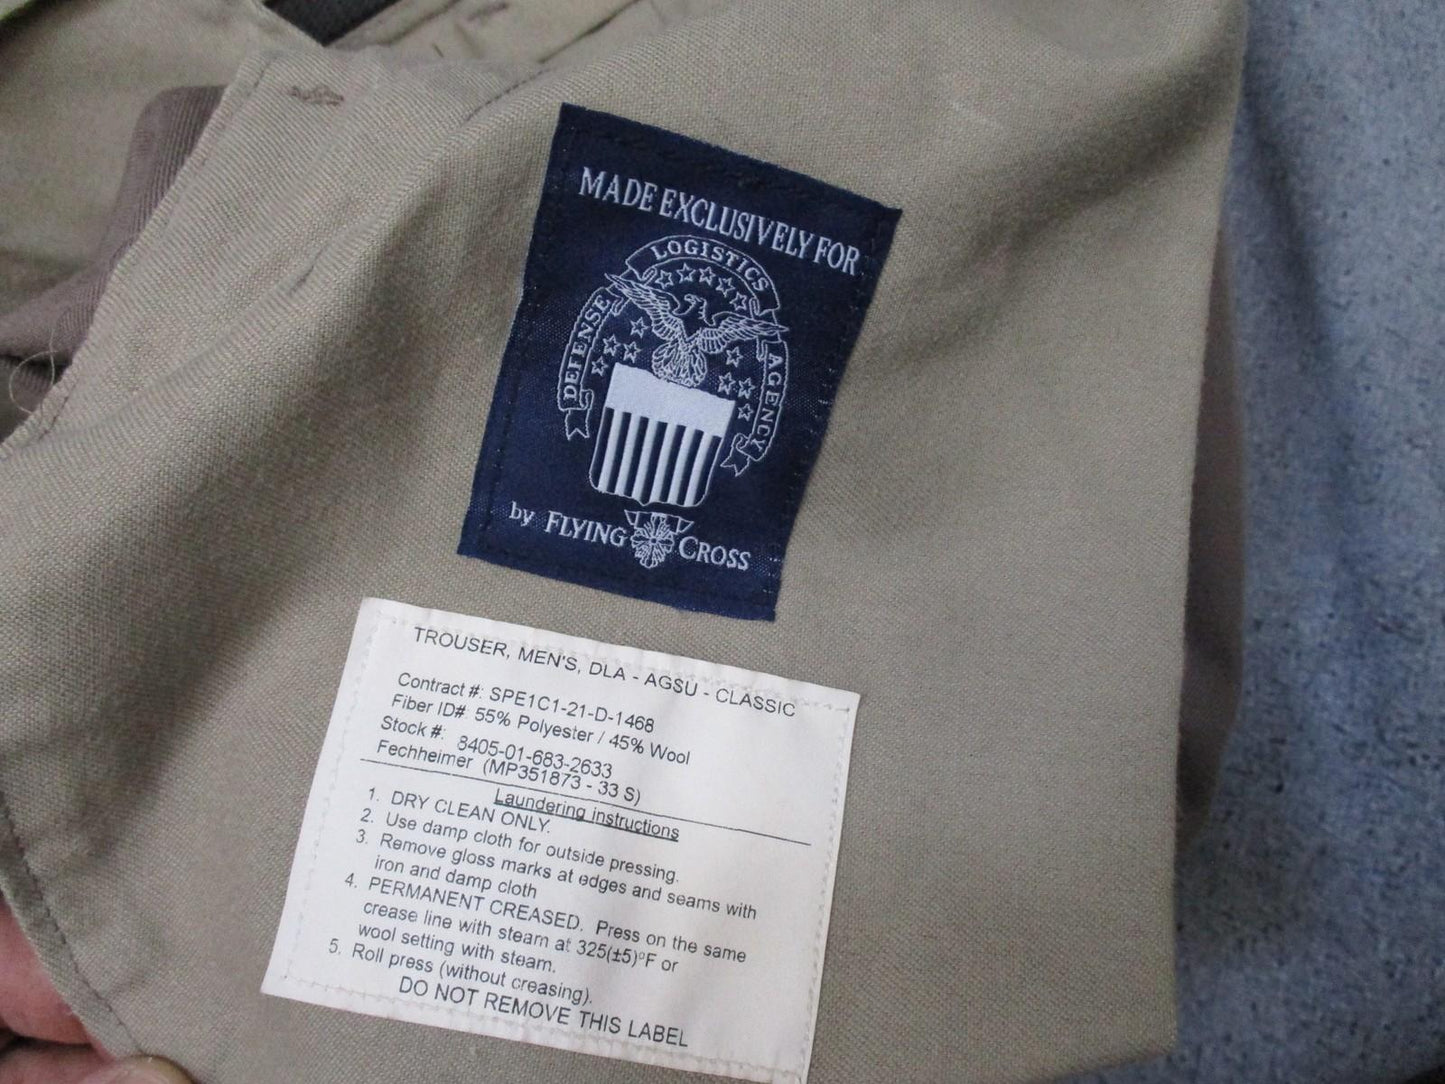 MADE EXCLUSIVELY FOR
DEFENSE LOGISTICS AGENCY
by FLYING CROSS
TROUSER, MEN'S, DLA - AGSU - CLASSIC
Contract #: SPE1C1-21-D-1468
Fiber ID# 55% Polyester / 45% Wool
Stock #: 8405-01-683-2633
Fechheimer (MP351873 - 33 S)
Laundering instructions
1. DRY CLEAN ONLY.
2. Use damp cloth for outside pressing.
3. Remove gloss marks at edges and seams with
iron and damp cloth
4. PERMANENT CREASED. Press on the same
crease line with steam at 325(±5)°F or
wool setting with steam.
5. Roll press (without creasing).
DO NOT REMOVE THIS LABEL